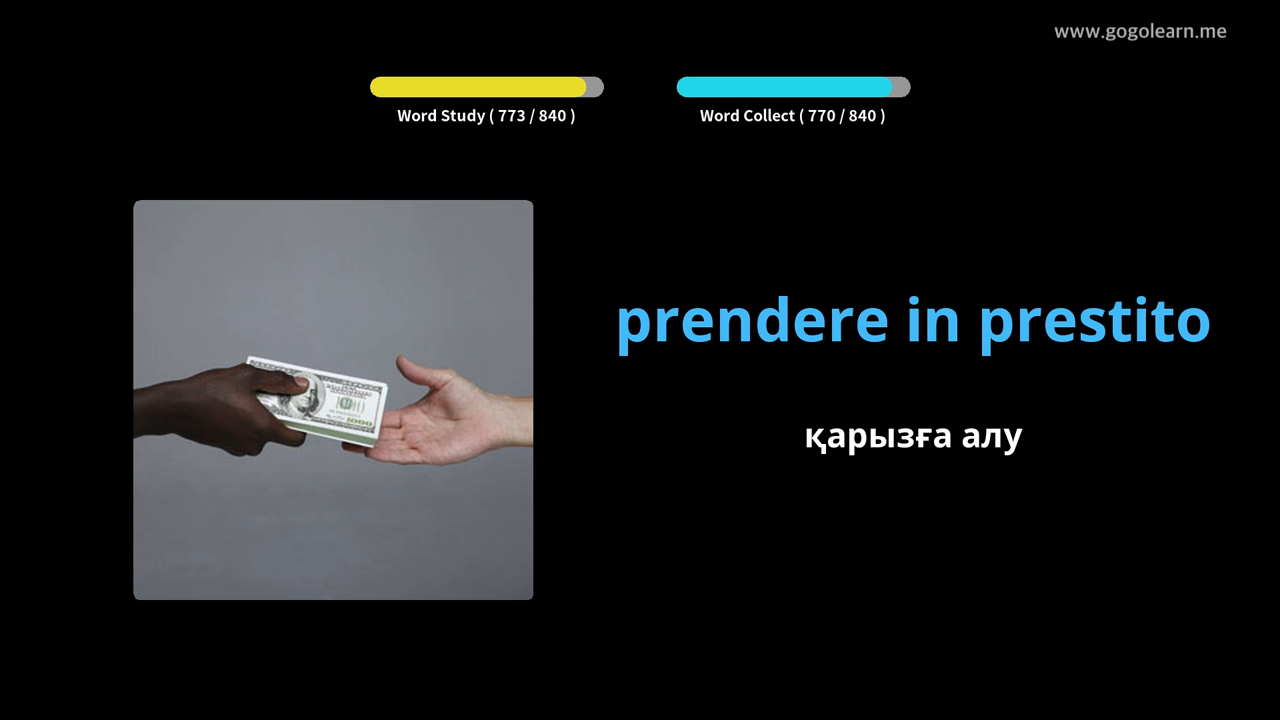 www.gogolearn.me
Word Study ( 773 / 840 )
Word Collect ( 770 / 840 )
prendere in prestito
қарызға алу